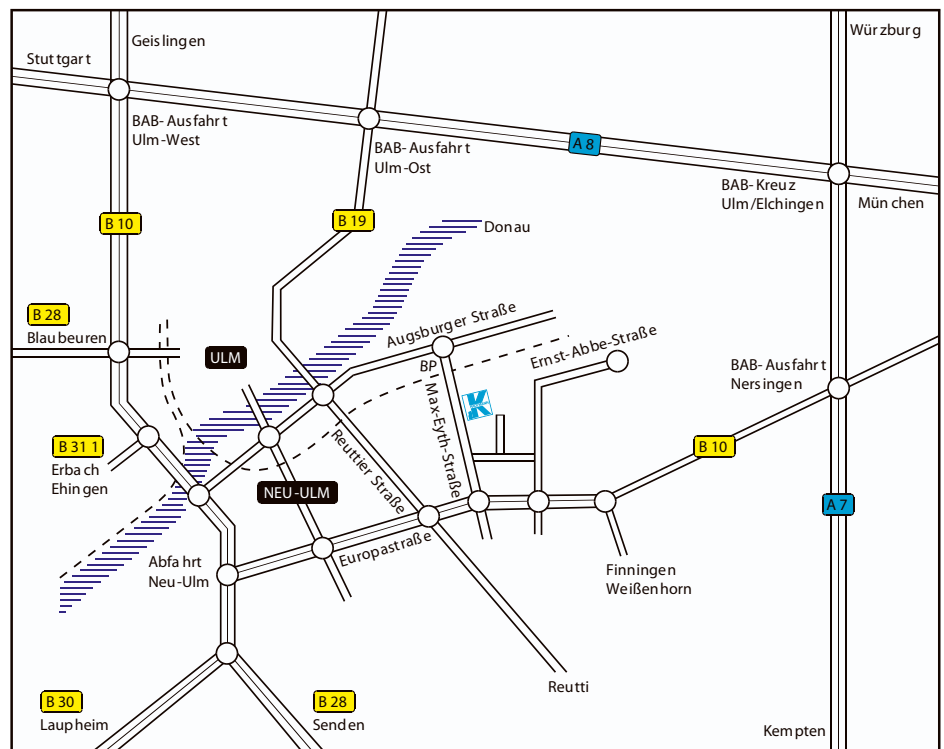 Geislingen
Würzburg
Stuttgart
BAB-Ausfahrt
Ulm-West
BAB-Ausfahrt
Ulm-Ost
A 8
BAB-Kreuz
Ulm/Elchingen
München
B 10
B 19
Donau
B 28
Blaubeuren
ULM
Augsburger Straße
Ernst-Abbe-Straße
BP
Max-Eyth-Straße
K
BAB-Ausfahrt
Nersingen
B 311
Erbach
Ehingen
Reuttier Straße
B 10
NEU-ULM
A 7
Europastraße
Abfahrt
Neu-Ulm
Finningen
Weißenhorn
Reutti
B 30
Laupheim
B 28
Senden
Kempten